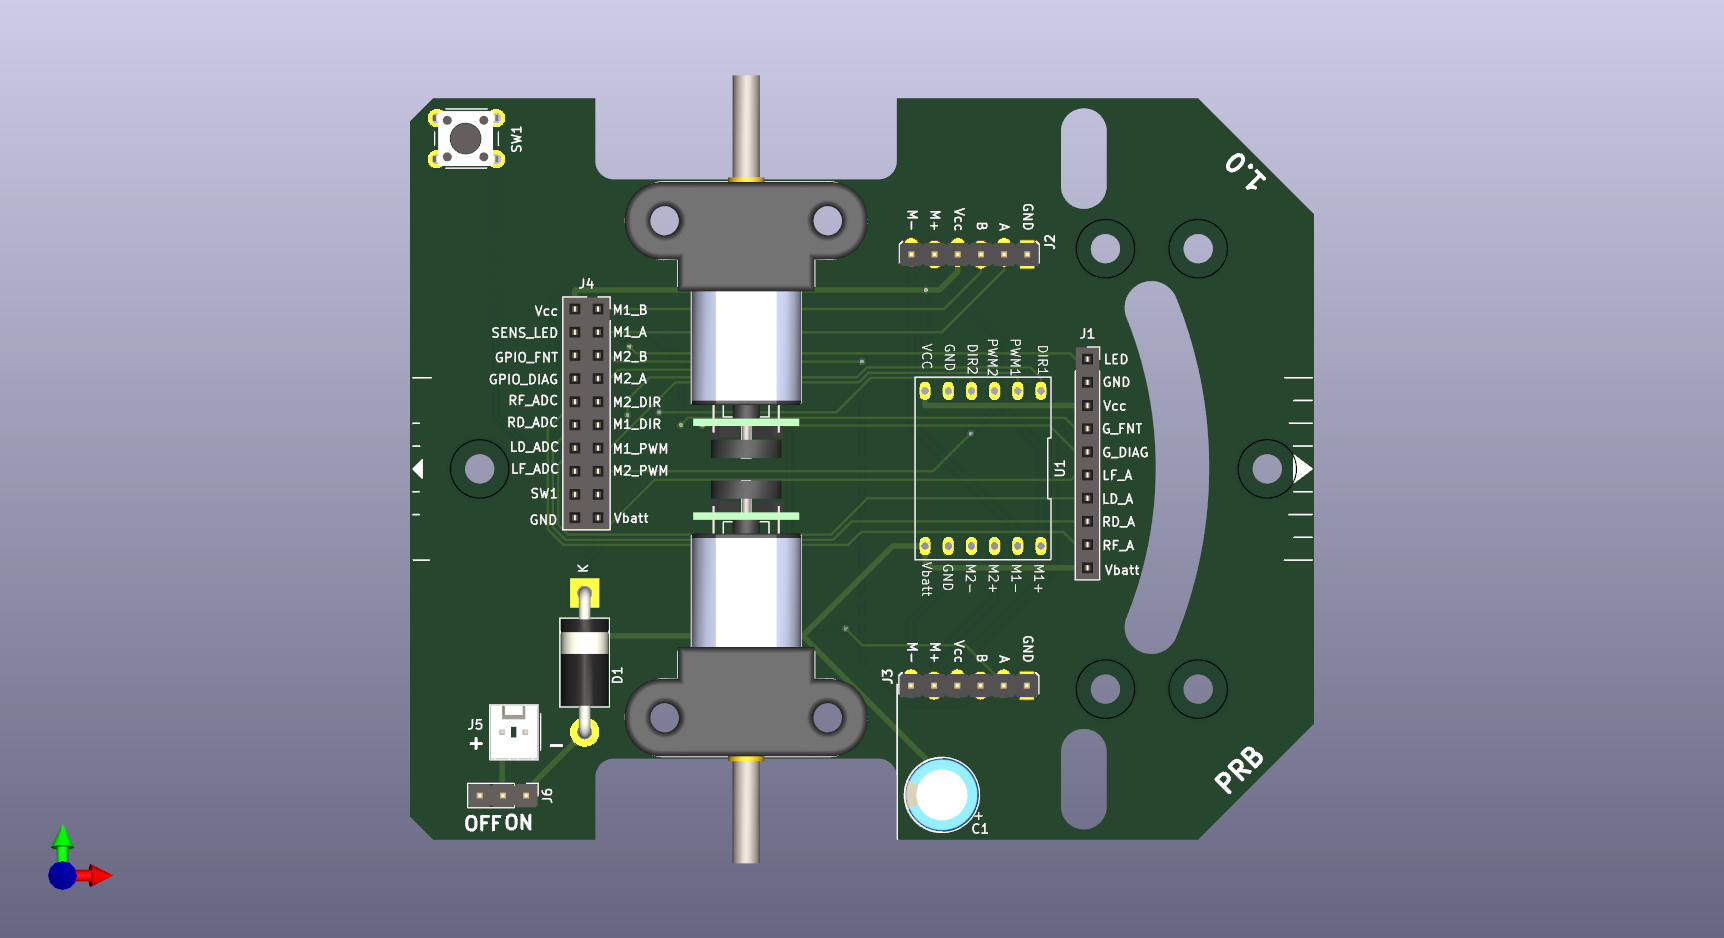 SW1
1.0
M-
M+
Vcc
B
A
GND
J2
J4
Vcc M1_B
SENS_LED M1_A
GPIO_FNT M2_B
GPIO_DIAG M2_A
RF_ADC M2_DIR
RD_ADC M1_DIR
LD_ADC M1_PWM
LF_ADC M2_PWM
SW1
GND Vbatt
VCC
GND
DIR2
PWM2
PWM1
DIR1
U1
Vbatt
GND
M2-
M2+
M1-
M1+
J1
LED
GND
Vcc
G_FNT
G_DIAG
LF_A
LD_A
RD_A
RF_A
Vbatt
K
D1
J5
+ -
J6
OFF ON
M-
M+
Vcc
B
A
GND
J3
+
C1
PRB